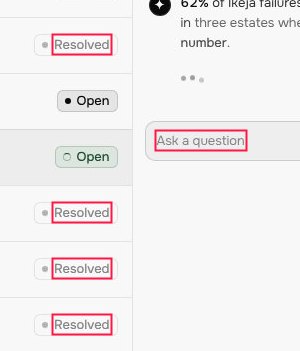 Resolved
Open
Open
Resolved
Resolved
Resolved
62% of Ikeja failures
in three estates whe
number.
Ask a question